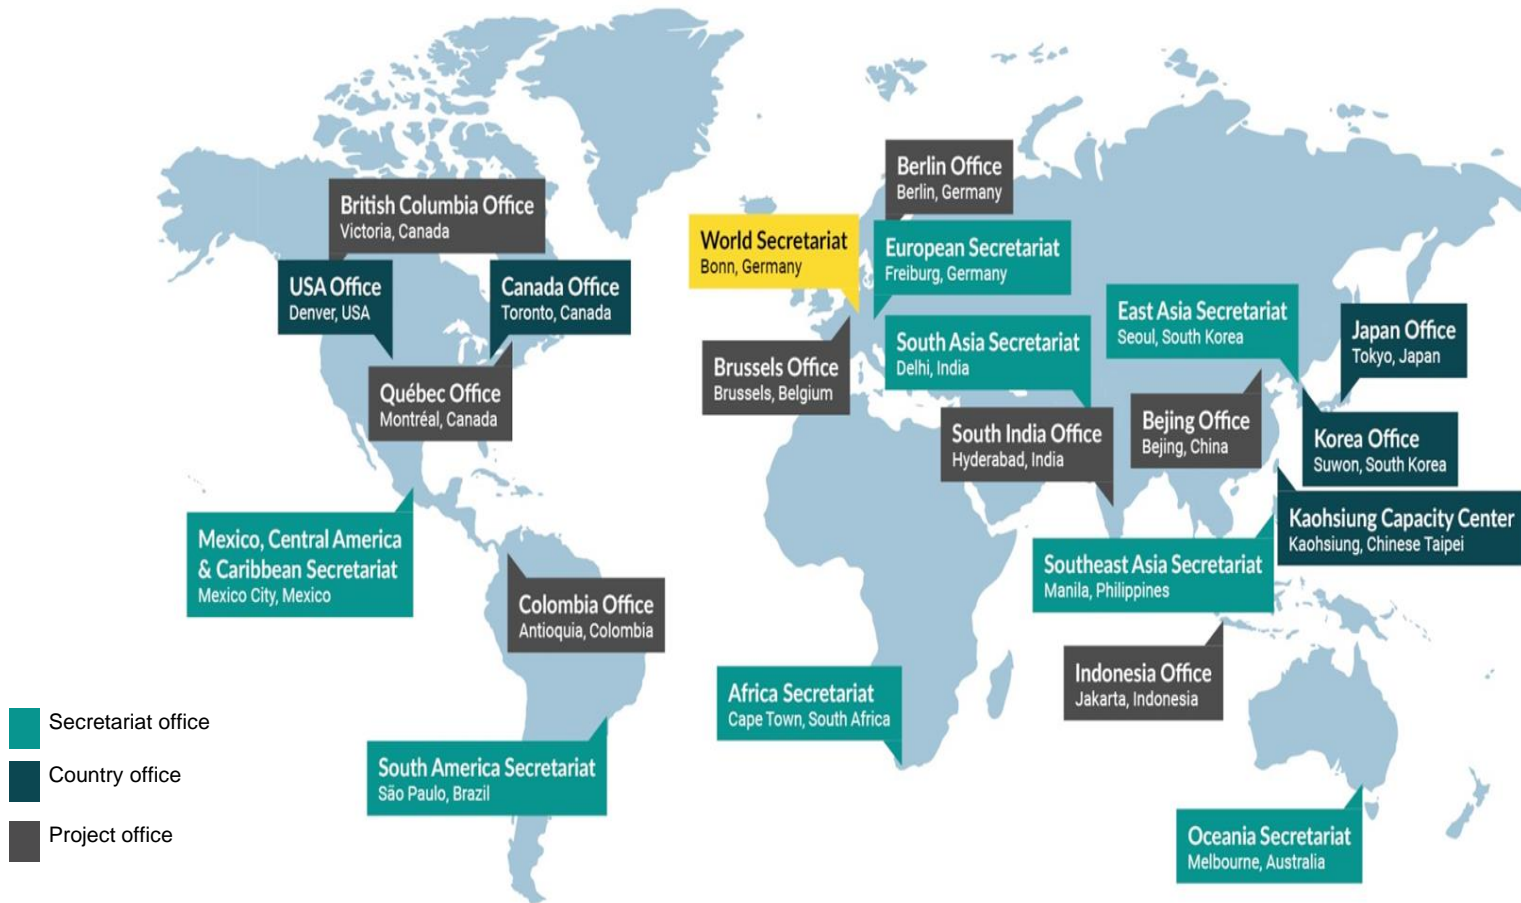 Berlin Office
Berlin, Germany
British Columbia Office
Victoria, Canada
World Secretariat
Bonn, Germany
European Secretariat
Freiburg, Germany
USA Office
Denver, USA
Canada Office
Toronto, Canada
East Asia Secretariat
Seoul, South Korea
Japan Office
Tokyo, Japan
South Asia Secretariat
Delhi, India
Brussels Office
Brussels, Belgium
Québec Office
Montréal, Canada
South India Office
Hyderabad, India
Bejing Office
Bejing, China
Korea Office
Suwon, South Korea
Kaohsiung Capacity Center
Kaohsiung, Chinese Taipei
Mexico, Central America
& Caribbean Secretariat
Mexico City, Mexico
Southeast Asia Secretariat
Manila, Philippines
Colombia Office
Antioquia, Colombia
Indonesia Office
Jakarta, Indonesia
Africa Secretariat
Cape Town, South Africa
Secretariat office
Country office
Project office
South America Secretariat
São Paulo, Brazil
Oceania Secretariat
Melbourne, Australia